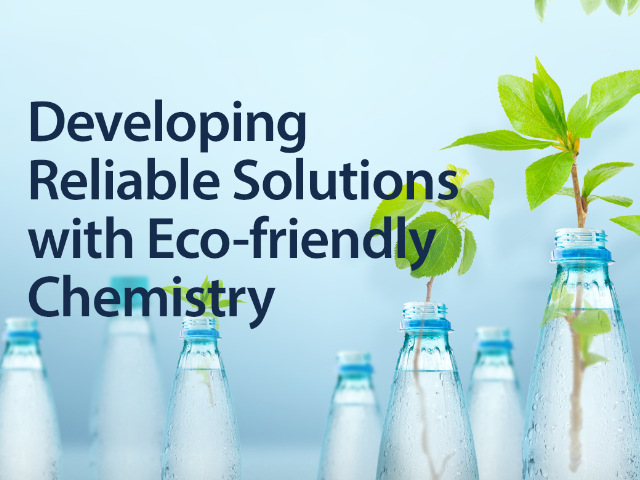 Developing
Reliable Solutions
with Eco-friendly
Chemistry